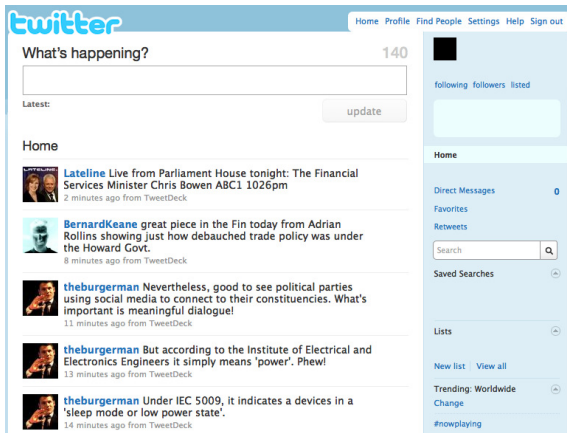 twitter
Home Profile Find People Settings Help Sign out
What's happening?
140
Latest:
update
Home
Lateline Live from Parliament House tonight: The Financial
Services Minister Chris Bowen ABC1 1026pm
2 minutes ago from TweetDeck
BernardKeane great piece in the Fin today from Adrian
Rollins showing just how debauched trade policy was under
the Howard Govt.
8 minutes ago from TweetDeck
theburgerman Nevertheless, good to see political parties
using social media to connect to their constituencies. What's
important is meaningful dialogue!
11 minutes ago from TweetDeck
theburgerman But according to the Institute of Electrical and
Electronics Engineers it simply means 'power'. Phew!
13 minutes ago from TweetDeck
theburgerman Under IEC 5009, it indicates a devices in a
'sleep mode or low power state'.
14 minutes ago from TweetDeck
LATELINE
following followers listed
Home
Direct Messages 0
Favorites
Retweets
Search
Saved Searches
Lists
New list View all
Trending: Worldwide
Change
#nowplaying